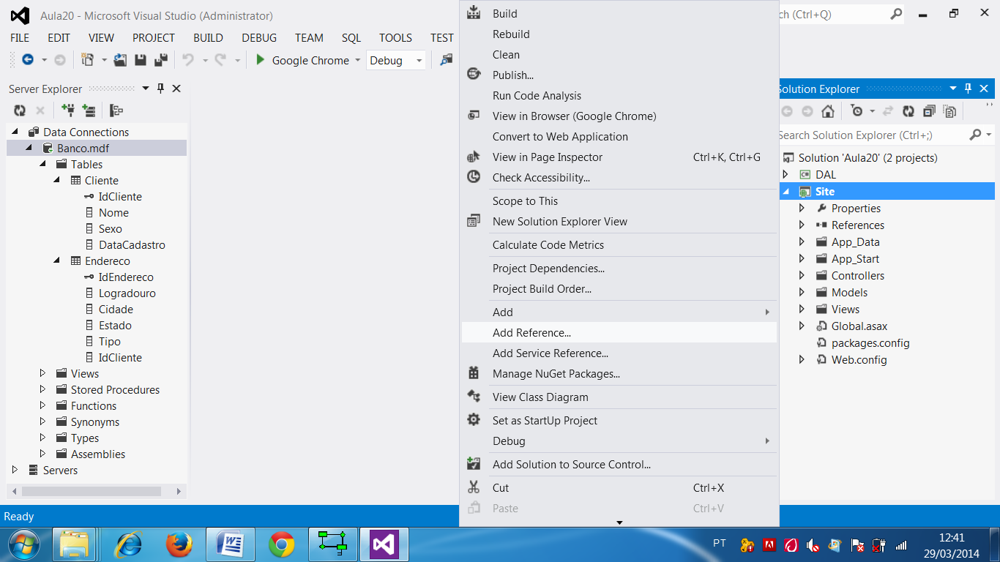 Aula20 - Microsoft Visual Studio (Administrator)
ch (Ctrl+Q)
FILE EDIT VIEW PROJECT BUILD DEBUG TEAM SQL TOOLS TEST
Google Chrome Debug
Server Explorer
Data Connections
Banco.mdf
Tables
Cliente
IdCliente
Nome
Sexo
DataCadastro
Endereco
IdEndereco
Logradouro
Cidade
Estado
Tipo
IdCliente
Views
Stored Procedures
Functions
Synonyms
Types
Assemblies
Servers
Build
Rebuild
Clean
Publish...
Run Code Analysis
View in Browser (Google Chrome)
Convert to Web Application
View in Page Inspector Ctrl+K, Ctrl+G
Check Accessibility...
Scope to This
New Solution Explorer View
Calculate Code Metrics
Project Dependencies...
Project Build Order...
Add
Add Reference...
Add Service Reference...
Manage NuGet Packages...
View Class Diagram
Set as StartUp Project
Debug
Add Solution to Source Control...
Cut Ctrl+X
Paste Ctrl+V
Solution Explorer
Search Solution Explorer (Ctrl+;)
Solution 'Aula20' (2 projects)
DAL
Site
Properties
References
App_Data
App_Start
Controllers
Models
Views
Global.asax
packages.config
Web.config
Ready
PT
12:41
29/03/2014